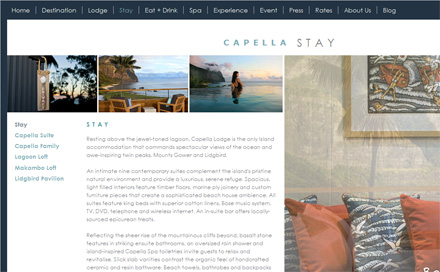 Home Destination Lodge Stay Eat + Drink Spa Experience Event Press Rates About Us Blog
CAPELLA STAY
Stay
Capella Suite
Capella Family
Lagoon Loft
Makambo Loft
Lidgbird Pavilion
STAY
Resting above the jewel-toned lagoon, Capella Lodge is the only island
accommodation that commands spectacular views of the ocean and
awe-inspiring twin peaks, Mounts Gower and Lidgbird.
An intimate nine contemporary suites complement the island's pristine
natural environment and provide a luxurious, serene refuge. Spacious,
light filled interiors feature timber floors, marine ply joinery and custom
furniture pieces that create a sophisticated beach house ambience. All
suites feature king beds with superior cotton linens, Bose music system,
TV, DVD, telephone and wireless internet. An in-suite bar offers locally-
sourced epicurean treats.
Reflecting the sheer rise of the mountainous cliffs beyond, basalt stone
features in striking ensuite bathrooms, an oversized rain shower and
island-inspired Capella Spa toiletries invite guests to relax and
revitalise. Slick slab vanities contrast the organic feel of handcrafted
ceramic and resin bathware. Beach towels, bathrobes and backpacks